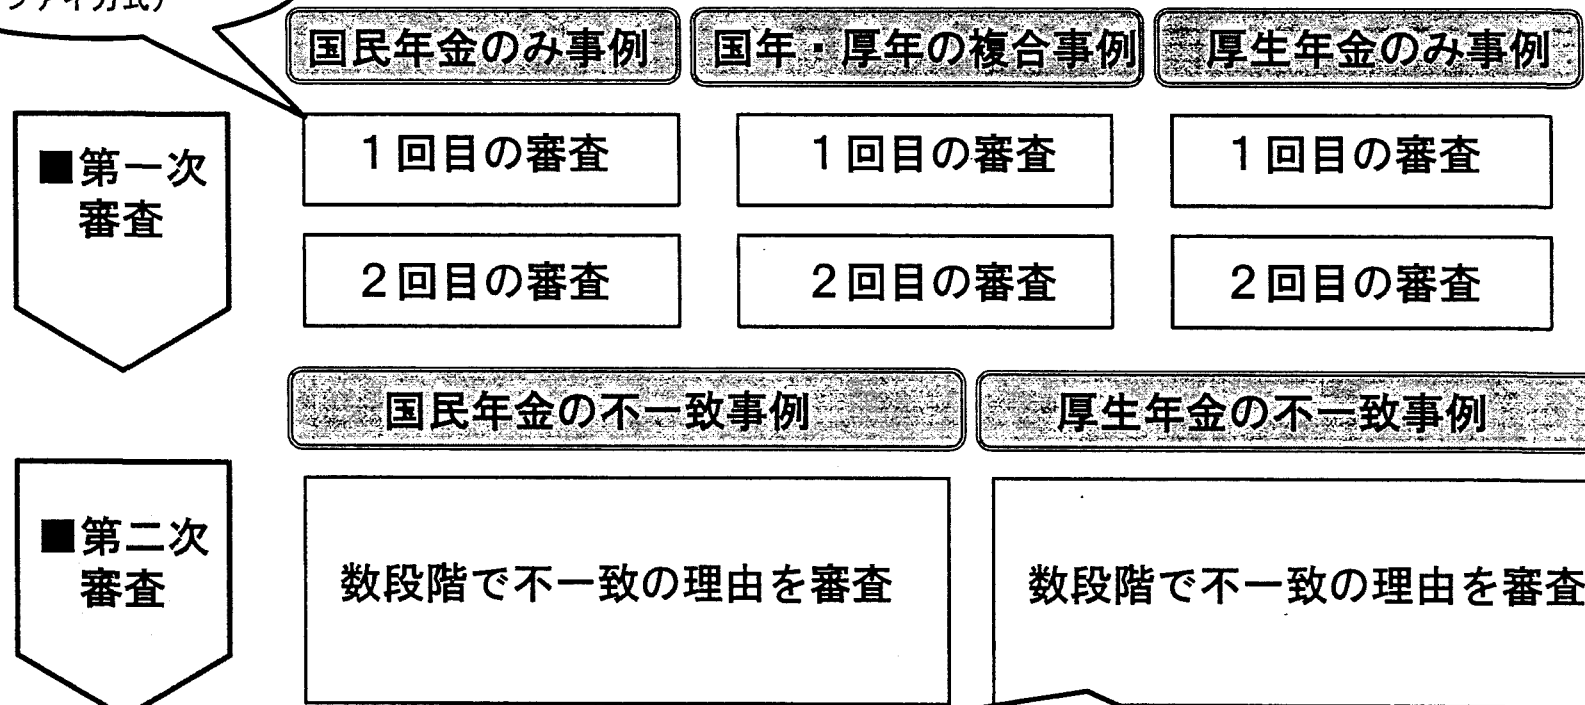 ファイ方式)
国民年金のみ事例
国年・厚年の複合事例
厚生年金のみ事例
■第一次
審査
1回目の審査
1回目の審査
1回目の審査
2回目の審査
2回目の審査
2回目の審査
国民年金の不一致事例
厚生年金の不一致事例
■第二次
審査
数段階で不一致の理由を審査
数段階で不一致の理由を審査